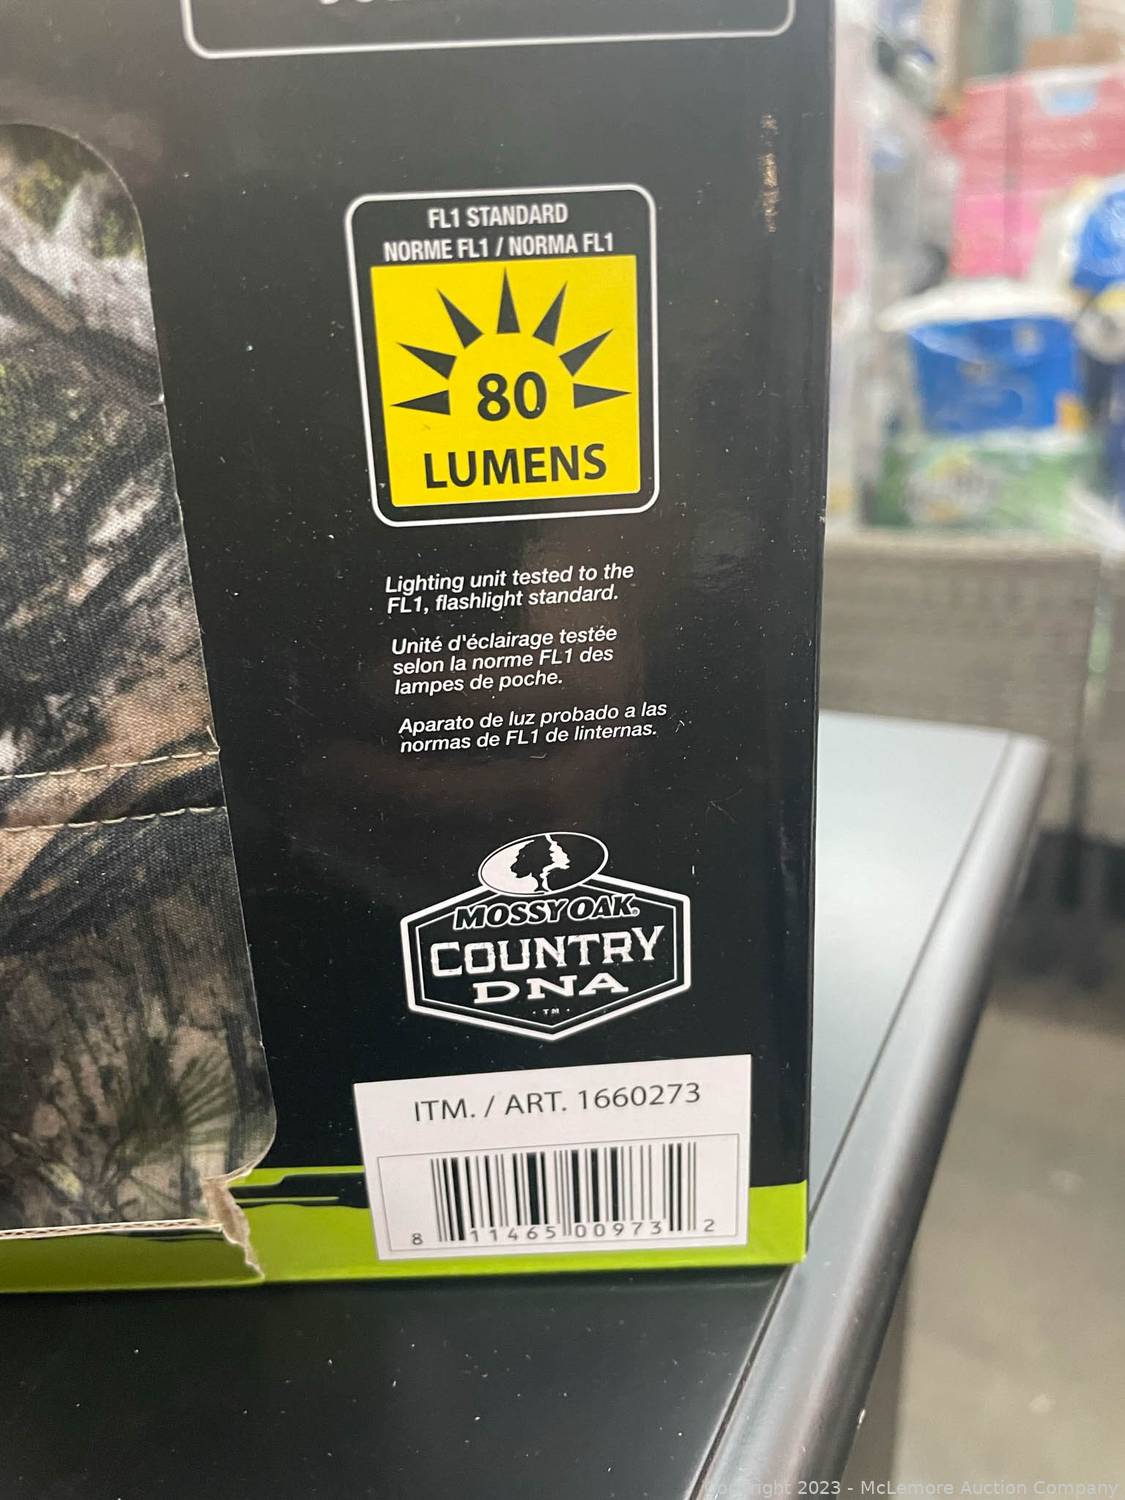 FL1 STANDARD
NORME FL1 / NORMA FL1
80
LUMENS
Lighting unit tested to the
FL1, flashlight standard.
Unité d'éclairage testée
selon la norme FL1 des
lampes de poche.
Aparato de luz probado a las
normas de FL1 de linternas.
MOSSY OAK®
COUNTRY
DNA
TM
ITM. / ART. 1660273
8 11465 00973 2
Copyright 2023 - McLemore Auction Company